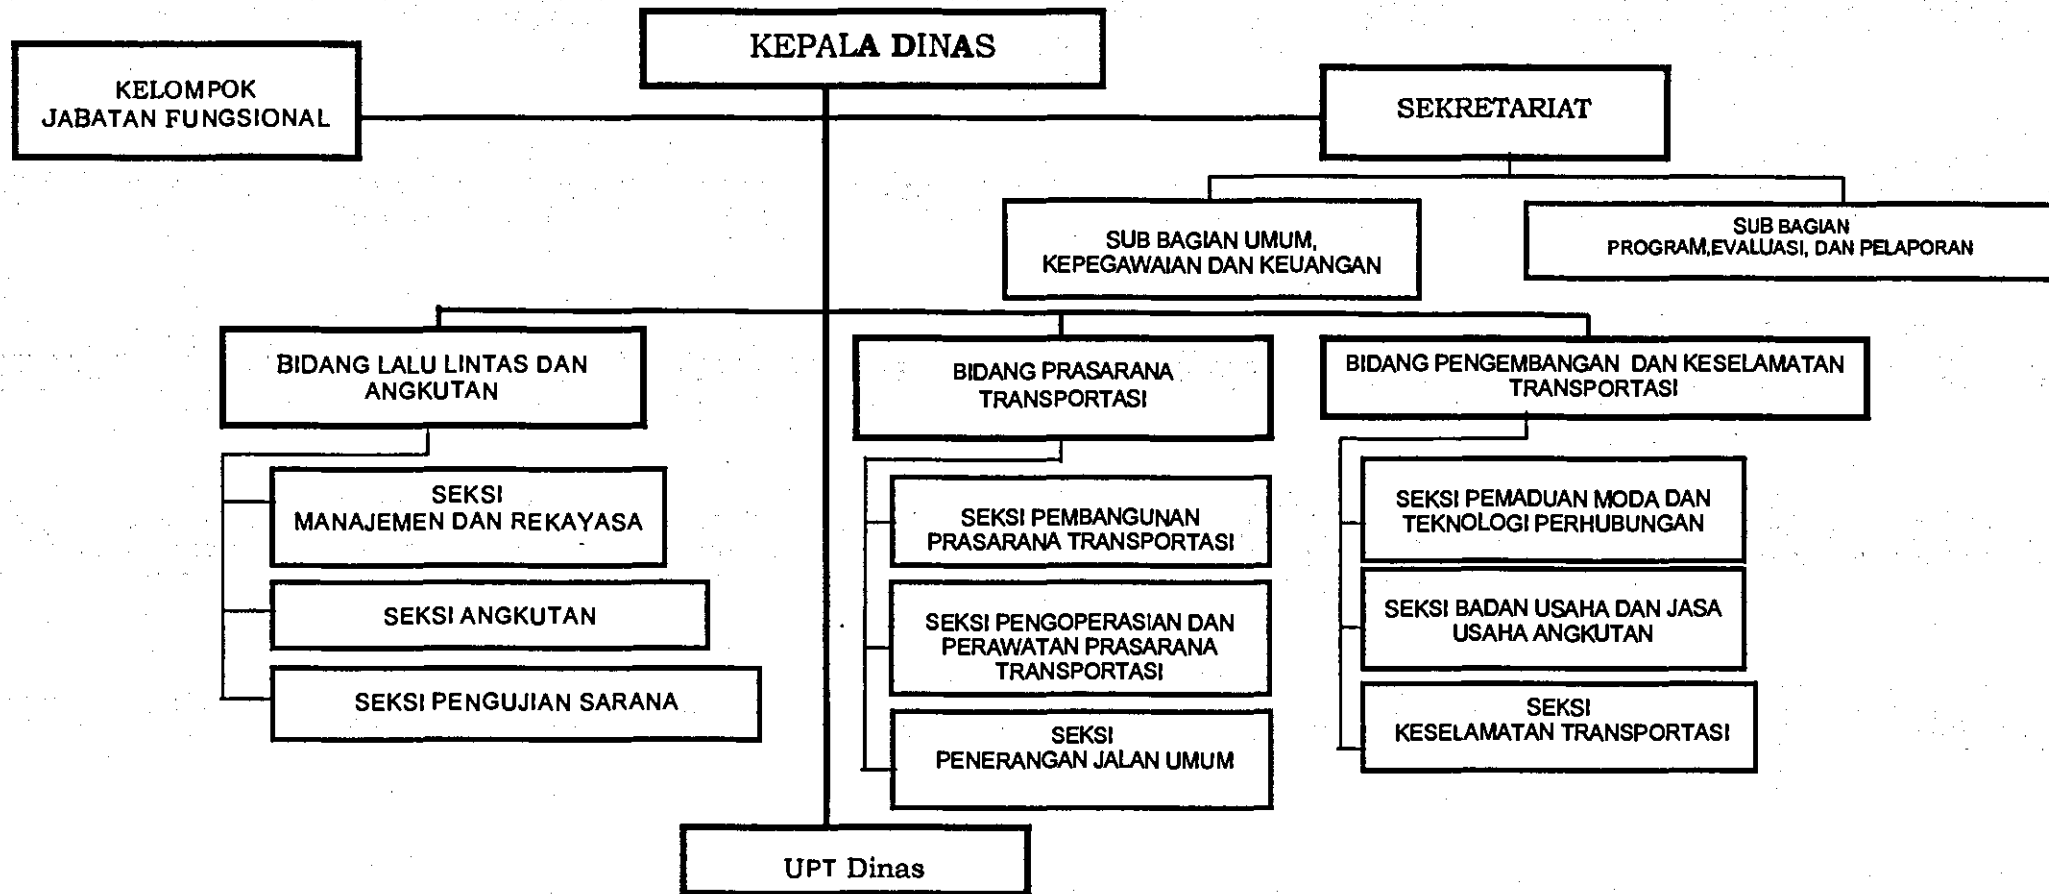 KEPALA DINAS
KELOMPOK
JABATAN FUNGSIONAL
SEKRETARIAT
SUB BAGIAN UMUM,
KEPEGAWAIAN DAN KEUANGAN
SUB BAGIAN
PROGRAM,EVALUASI, DAN PELAPORAN
BIDANG LALU LINTAS DAN
ANGKUTAN
BIDANG PRASARANA
TRANSPORTASI
BIDANG PENGEMBANGAN DAN KESELAMATAN
TRANSPORTASI
SEKSI
MANAJEMEN DAN REKAYASA
SEKSI ANGKUTAN
SEKSI PENGUJIAN SARANA
SEKSI PEMBANGUNAN
PRASARANA TRANSPORTASI
SEKSI PENGOPERASIAN DAN
PERAWATAN PRASARANA
TRANSPORTASI
SEKSI
PENERANGAN JALAN UMUM
SEKSI PEMADUAN MODA DAN
TEKNOLOGI PERHUBUNGAN
SEKSI BADAN USAHA DAN JASA
USAHA ANGKUTAN
SEKSI
KESELAMATAN TRANSPORTASI
UPT Dinas